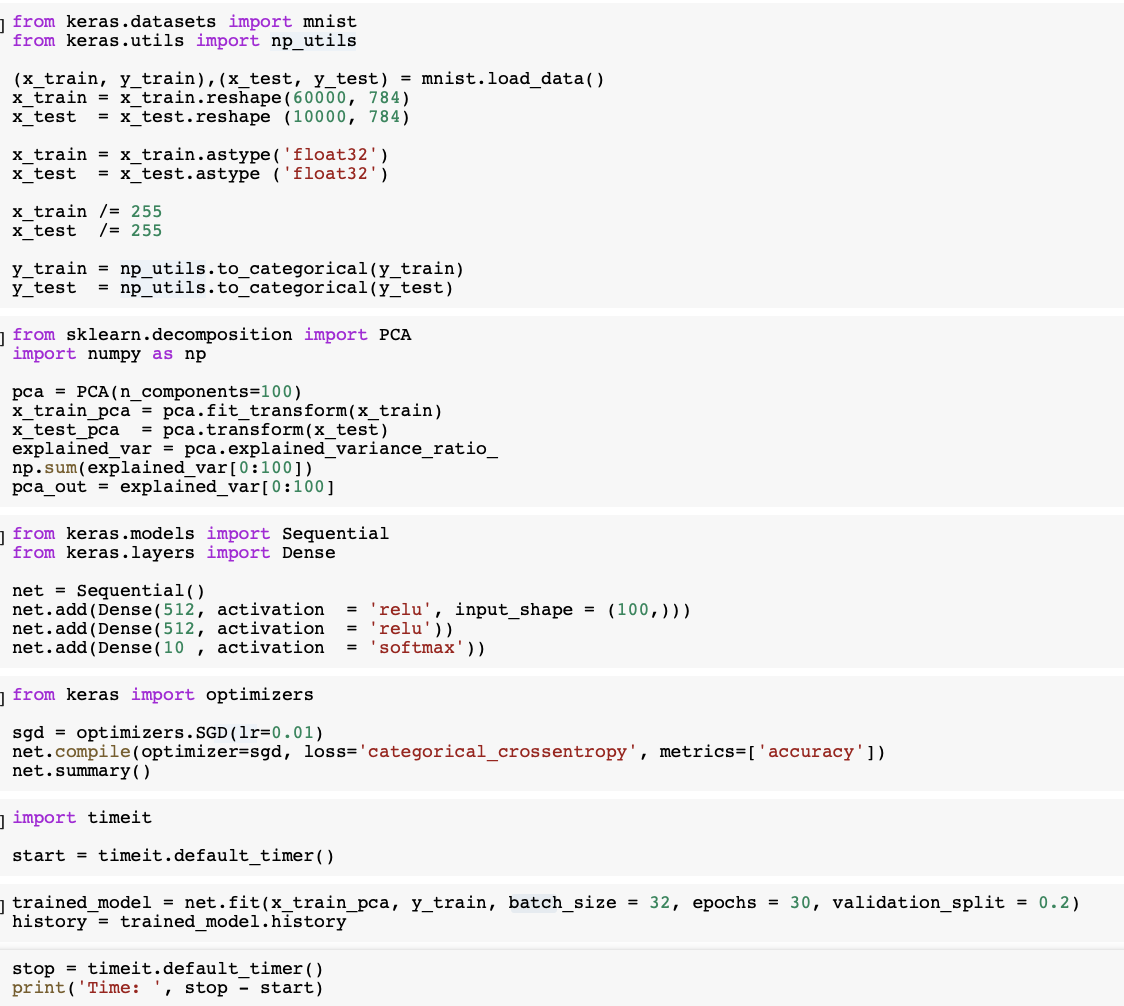 from keras.datasets import mnist
from keras.utils import np_utils
(x_train, y_train),(x_test, y_test) = mnist.load_data()
x_train = x_train.reshape(60000, 784)
x_test  = x_test.reshape (10000, 784)
x_train = x_train.astype('float32')
x_test  = x_test.astype ('float32')
x_train /= 255
x_test  /= 255
y_train = np_utils.to_categorical(y_train)
y_test  = np_utils.to_categorical(y_test)
from sklearn.decomposition import PCA
import numpy as np
pca = PCA(n_components=100)
x_train_pca = pca.fit_transform(x_train)
x_test_pca  = pca.transform(x_test)
explained_var = pca.explained_variance_ratio_
np.sum(explained_var[0:100])
pca_out = explained_var[0:100]
from keras.models import Sequential
from keras.layers import Dense
net = Sequential()
net.add(Dense(512, activation  = 'relu', input_shape = (100,)))
net.add(Dense(512, activation  = 'relu'))
net.add(Dense(10 , activation  = 'softmax'))
from keras import optimizers
sgd = optimizers.SGD(lr=0.01)
net.compile(optimizer=sgd, loss='categorical_crossentropy', metrics=['accuracy'])
net.summary()
import timeit
start = timeit.default_timer()
trained_model = net.fit(x_train_pca, y_train, batch_size = 32, epochs = 30, validation_split = 0.2)
history = trained_model.history
stop = timeit.default_timer()
print('Time: ', stop - start)